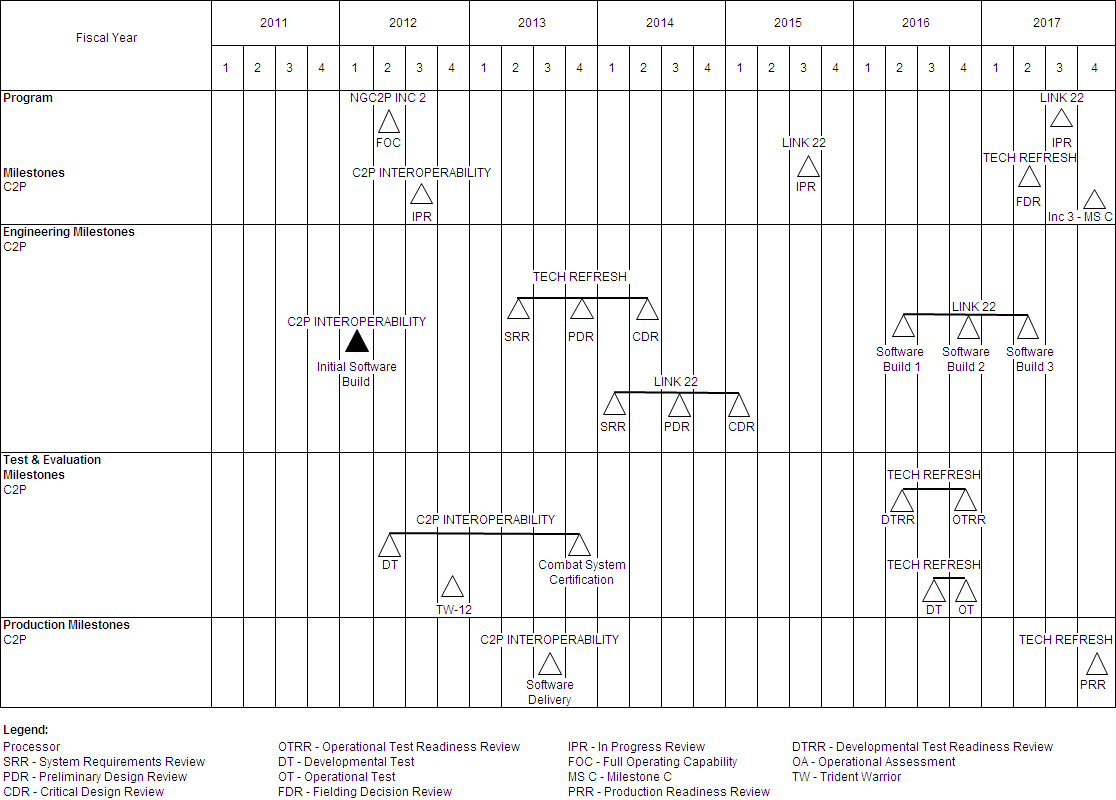 Fiscal Year
2011 2012 2013 2014 2015 2016 2017
1 2 3 4 1 2 3 4 1 2 3 4 1 2 3 4 1 2 3 4 1 2 3 4 1 2 3 4
Program
NGC2P INC 2
FOC
LINK 22
IPR
LINK 22
IPR
TECH REFRESH
FDR
Inc 3 - MS C
Milestones
C2P
C2P INTEROPERABILITY
IPR
Engineering Milestones
C2P
TECH REFRESH
SRR PDR CDR
C2P INTEROPERABILITY
Initial Software
Build
LINK 22
Software Software Software
Build 1 Build 2 Build 3
LINK 22
SRR PDR CDR
Test & Evaluation
Milestones
C2P
TECH REFRESH
DTRR OTRR
C2P INTEROPERABILITY
DT Combat System
Certification
TECH REFRESH
DT OT
TW-12
Production Milestones
C2P
C2P INTEROPERABILITY
Software
Delivery
TECH REFRESH
PRR
Legend:
Processor
SRR - System Requirements Review
PDR - Preliminary Design Review
CDR - Critical Design Review
OTRR - Operational Test Readiness Review
DT - Developmental Test
OT - Operational Test
FDR - Fielding Decision Review
IPR - In Progress Review
FOC - Full Operating Capability
MS C - Milestone C
PRR - Production Readiness Review
DTRR - Developmental Test Readiness Review
OA - Operational Assessment
TW - Trident Warrior